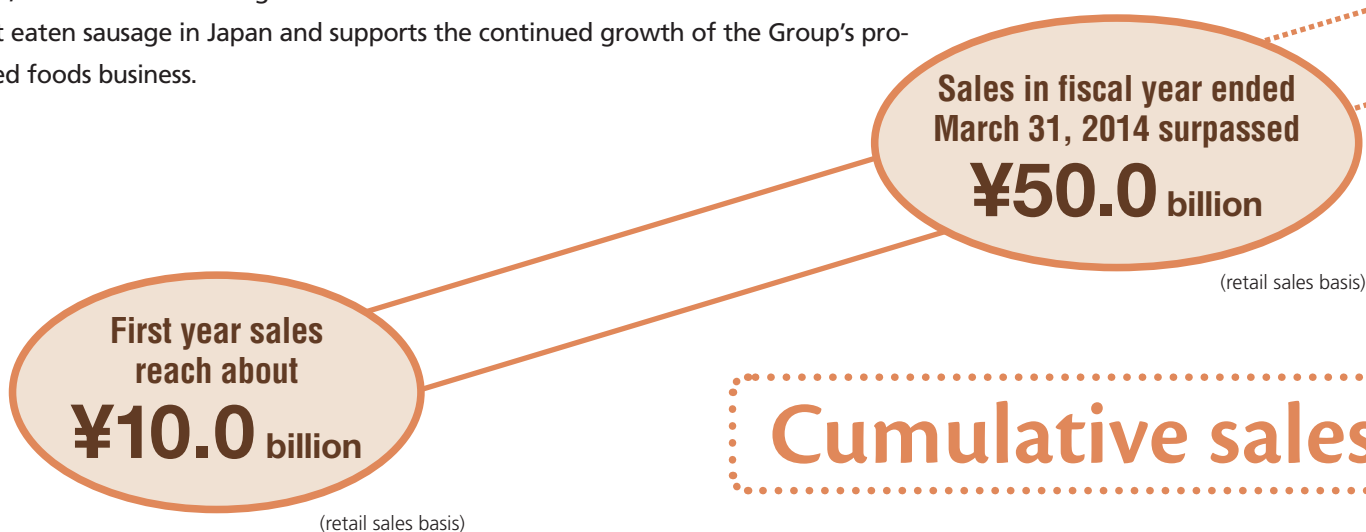 t eaten sausage in Japan and supports the continued growth of the Group's pro-
ed foods business.
Sales in fiscal year ended
March 31, 2014 surpassed
¥50.0 billion
(retail sales basis)
First year sales
reach about
¥10.0 billion
(retail sales basis)
Cumulative sales